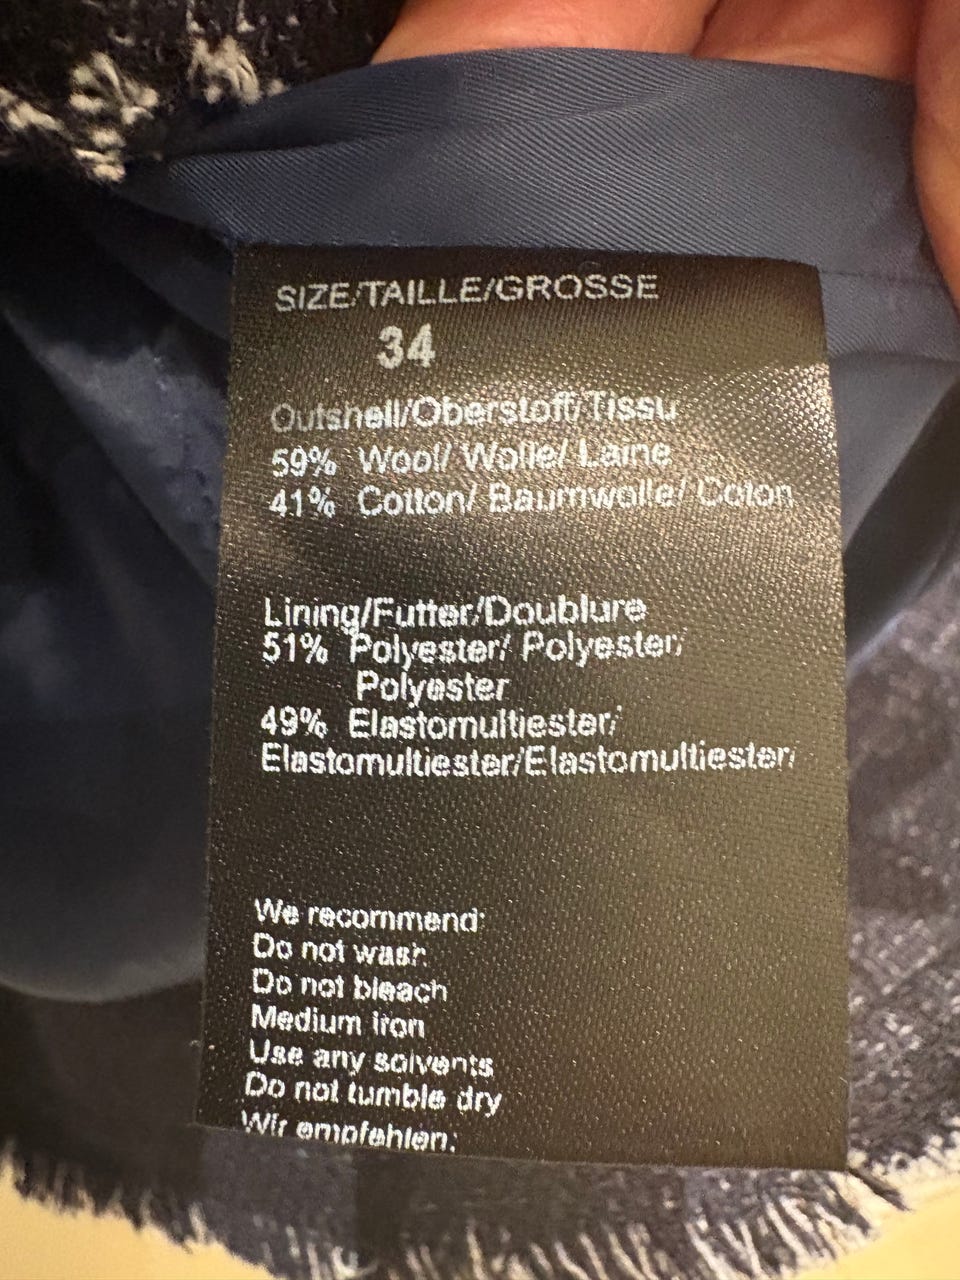 SIZE/TAILLE/GROSSE
34
Outshell/Oberstoff/Tissu
59% Wool/ Wolle/ Laine
41% Cotton/ Baumwolle/ Coton
Lining/Futter/Doublure
51% Polyester/ Polyester/
Polyester
49% Elastomultiester/
Elastomultiester/Elastomultiester/
We recommend:
Do not wash
Do not bleach
Medium iron
Use any solvents
Do not tumble dry
Wir empfehlen: